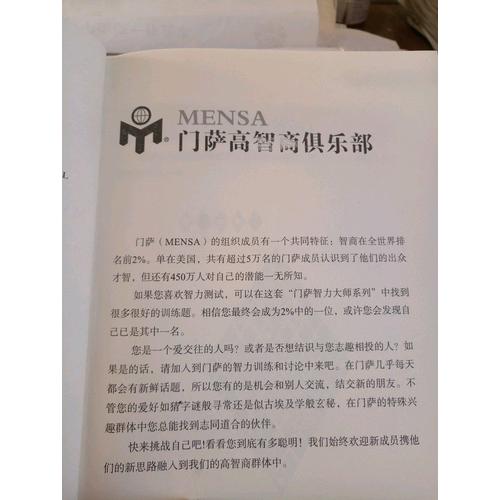 MENSA
®
门萨高智商俱乐部
门萨(MENSA)的组织成员有一个共同特征:智商在全世界排
名前2%。单在美国,共有超过5万名的门萨成员认识到了他们的出众
才智,但还有450万人对自己的潜能一无所知。
如果您喜欢智力测试,可以在这套“门萨智力大师系列”中找到
很多很好的训练题。相信您最终会成为2%中的一位,或许您会发现自
己已是其中一名。
您是一个爱交往的人吗?或者是否想结识与您志趣相投的人?如
果是的话,请加入到门萨的智力训练和讨论中来吧。在门萨几乎每天
都会有新鲜话题,所以您有的是机会和别人交流,结交新的朋友。不
管您的爱好如猜字谜般寻常还是似古埃及学般玄秘,在门萨的特殊兴
趣群体中您总能找到志同道合的伙伴。
快来挑战自己吧!看看您到底有多聪明!我们始终欢迎新成员携他
们的新思路融入到我们的高智商群体中。